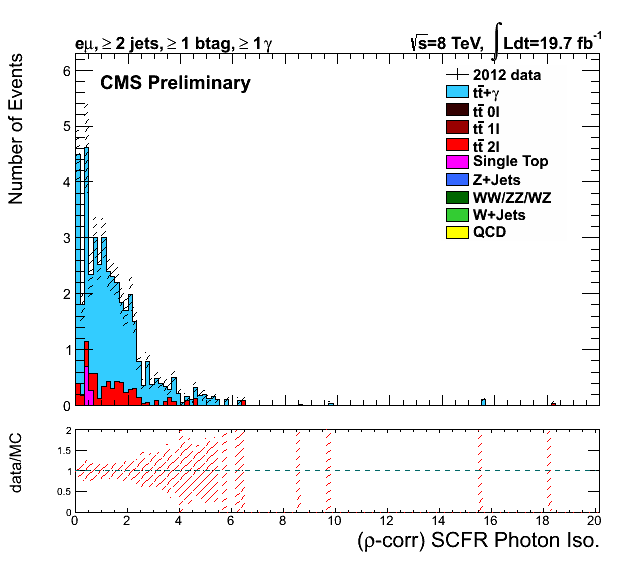 eμ, ≥ 2 jets, ≥ 1 btag, ≥ 1 γ
√s=8 TeV, ∫ Ldt=19.7 fb⁻¹
CMS Preliminary
Number of Events
6
5
4
3
2
1
0
2012 data
tt̄+γ
tt̄ 0l
tt̄ 1l
tt̄ 2l
Single Top
Z+Jets
WW/ZZ/WZ
W+Jets
QCD
data/MC
2
1.5
1
0.5
0
0 2 4 6 8 10 12 14 16 18 20
(ρ-corr) SCFR Photon Iso.